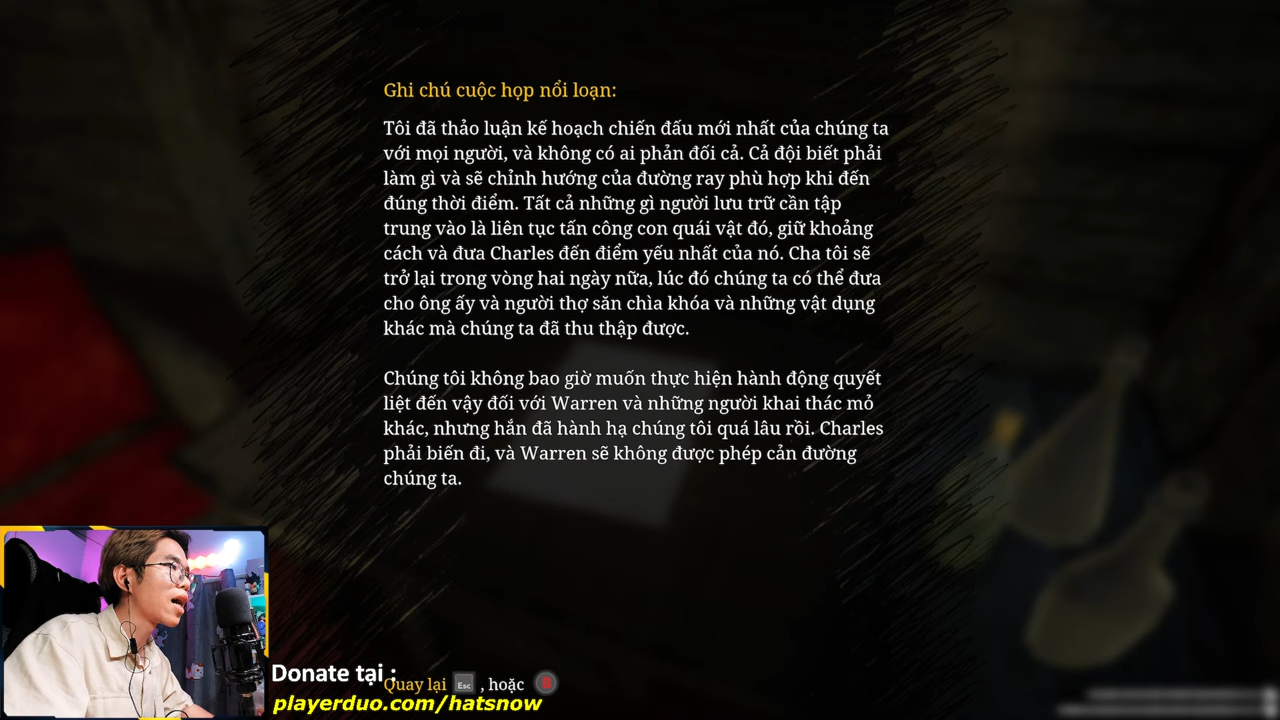 Ghi chú cuộc họp nổi loạn:
Tôi đã thảo luận kế hoạch chiến đấu mới nhất của chúng ta
với mọi người, và không có ai phản đối cả. Cả đội biết phải
làm gì và sẽ chỉnh hướng của đường ray phù hợp khi đến
đúng thời điểm. Tất cả những gì người lưu trữ cần tập
trung vào là liên tục tấn công con quái vật đó, giữ khoảng
cách và đưa Charles đến điểm yếu nhất của nó. Cha tôi sẽ
trở lại trong vòng hai ngày nữa, lúc đó chúng ta có thể đưa
cho ông ấy và người thợ săn chìa khóa và những vật dụng
khác mà chúng ta đã thu thập được.
Chúng tôi không bao giờ muốn thực hiện hành động quyết
liệt đến vậy đối với Warren và những người khai thác mỏ
khác, nhưng hắn đã hành hạ chúng tôi quá lâu rồi. Charles
phải biến đi, và Warren sẽ không được phép cản đường
chúng ta.
Donate tại :
Quay lại Esc , hoặc B
playerduo.com/hatsnow